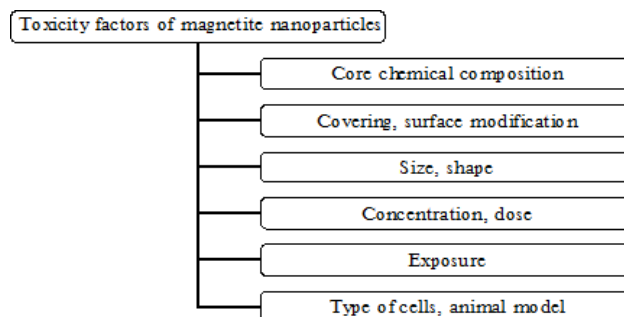 Toxicity factors of magnetite nanoparticles
Core chemical composition
Covering, surface modification
Size, shape
Concentration, dose
Exposure
Type of cells, animal model